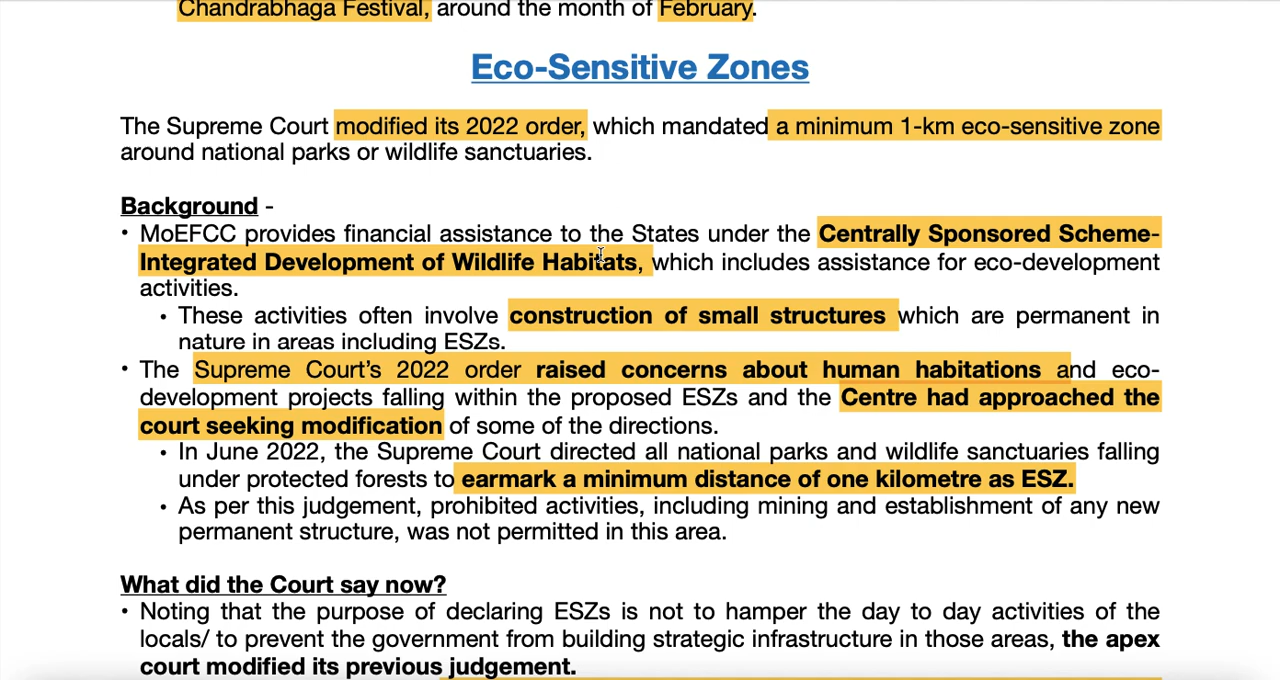 Chandrabhaga Festival, around the month of February.
Eco-Sensitive Zones
The Supreme Court modified its 2022 order, which mandated a minimum 1-km eco-sensitive zone
around national parks or wildlife sanctuaries.
Background -
• MoEFCC provides financial assistance to the States under the Centrally Sponsored Scheme-
Integrated Development of Wildlife Habitats, which includes assistance for eco-development
activities.
• These activities often involve construction of small structures which are permanent in
nature in areas including ESZs.
• The Supreme Court’s 2022 order raised concerns about human habitations and eco-
development projects falling within the proposed ESZs and the Centre had approached the
court seeking modification of some of the directions.
• In June 2022, the Supreme Court directed all national parks and wildlife sanctuaries falling
under protected forests to earmark a minimum distance of one kilometre as ESZ.
• As per this judgement, prohibited activities, including mining and establishment of any new
permanent structure, was not permitted in this area.
What did the Court say now?
• Noting that the purpose of declaring ESZs is not to hamper the day to day activities of the
locals/ to prevent the government from building strategic infrastructure in those areas, the apex
court modified its previous judgement.